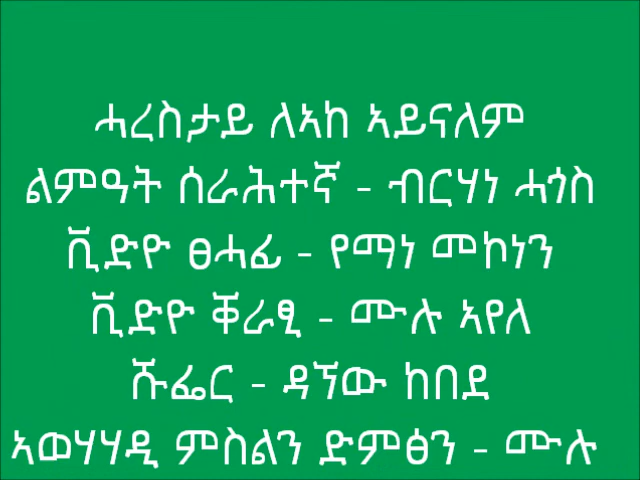 ሓረስታይ ለኣከ ኣይናለም
ልምዓት ሰራሕተኛ - ብርሃነ ሓጎስ
ቪድዮ ፀሓፊ - የማነ መኮነን
ቪድዮ ቐራፂ - ሙሉ ኣየለ
ሹፌር - ዳኘው ከበደ
ኣወሃሃዲ ምስልን ድምፅን - ሙሉ